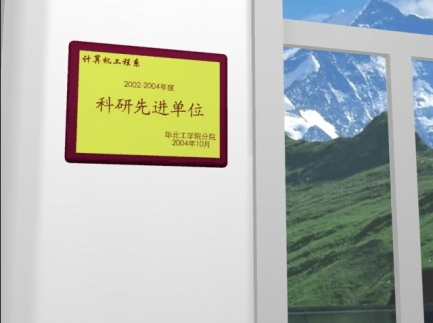 计算机工程系
2002-2004年度
科研先进单位
华北工学院分院
2004年10月